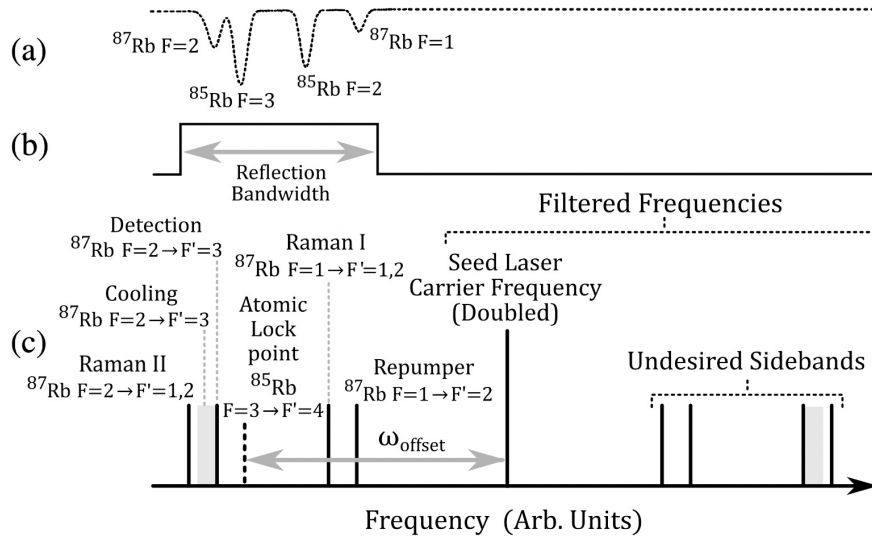 (a)
⁸⁷Rb F=2
⁸⁵Rb F=3
⁸⁵Rb F=2
⁸⁷Rb F=1
(b)
Reflection
Bandwidth
Filtered Frequencies
(c)
Detection
⁸⁷Rb F=2→F'=3
Cooling
⁸⁷Rb F=2→F'=3
Raman II
⁸⁷Rb F=2→F'=1,2
Raman I
⁸⁷Rb F=1→F'=1,2
Atomic
Lock
point
⁸⁵Rb
F=3→F'=4
Repumper
⁸⁷Rb F=1→F'=2
Seed Laser
Carrier Frequency
(Doubled)
ω_offset
Undesired Sidebands
Frequency (Arb. Units)